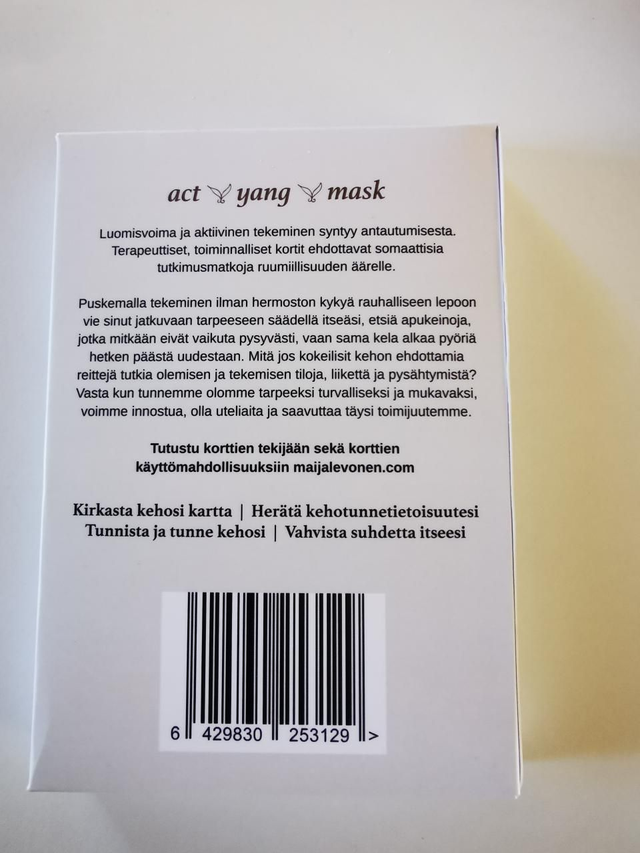 act yang mask
Luomisvoima ja aktiivinen tekeminen syntyy antautumisesta.
Terapeuttiset, toiminnalliset kortit ehdottavat somaattisia
tutkimusmatkoja ruumiillisuuden äärelle.
Puskemalla tekeminen ilman hermoston kykyä rauhalliseen lepoon
vie sinut jatkuvaan tarpeeseen säädellä itseäsi, etsiä apukeinoja,
jotka mitkään eivät vaikuta pysyvästi, vaan sama kela alkaa pyöriä
hetken päästä uudestaan. Mitä jos kokeilisit kehon ehdottamia
reittejä tutkia olemisen ja tekemisen tiloja, liikettä ja pysähtymistä?
Vasta kun tunnemme olomme tarpeeksi turvalliseksi ja mukavaksi,
voimme innostua, olla uteliaita ja saavuttaa täysi toimijuutemme.
Tutustu korttien tekijään sekä korttien
käyttömahdollisuuksiin maijalevonen.com
Kirkasta kehosi kartta | Herätä kehotunnetietoisuutesi
Tunnista ja tunne kehosi | Vahvista suhdetta itseesi
6 429830 253129 >